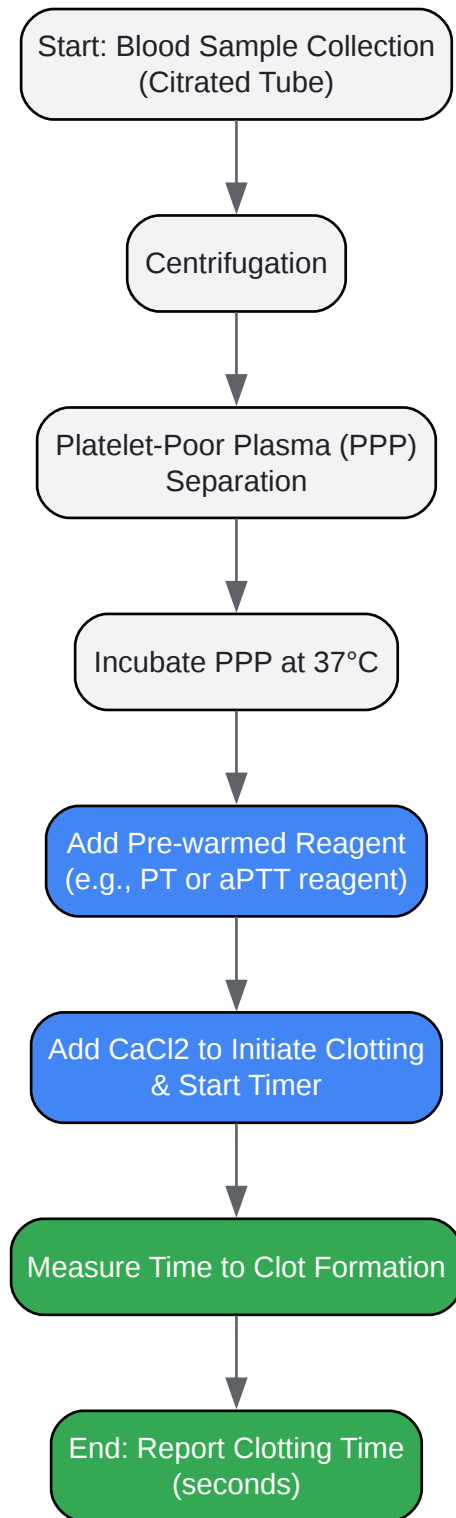 Start: Blood Sample Collection
(Citrated Tube)
Centrifugation
Platelet-Poor Plasma (PPP)
Separation
Incubate PPP at 37°C
Add Pre-warmed Reagent
(e.g., PT or aPTT reagent)
Add CaCl2 to Initiate Clotting
& Start Timer
Measure Time to Clot Formation
End: Report Clotting Time
(seconds)